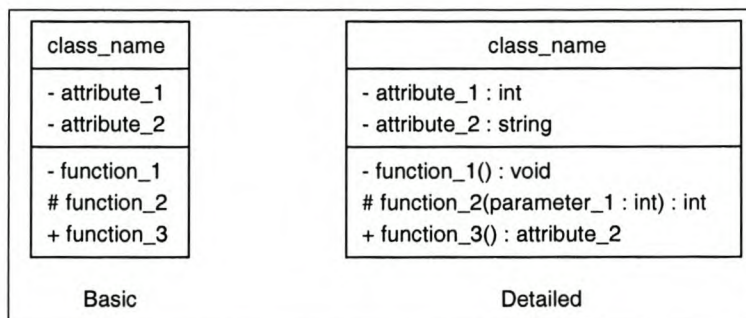 class_name
- attribute_1
- attribute_2
- function_1
# function_2
+ function_3
Basic
class_name
- attribute_1 : int
- attribute_2 : string
- function_1() : void
# function_2(parameter_1 : int) : int
+ function_3() : attribute_2
Detailed